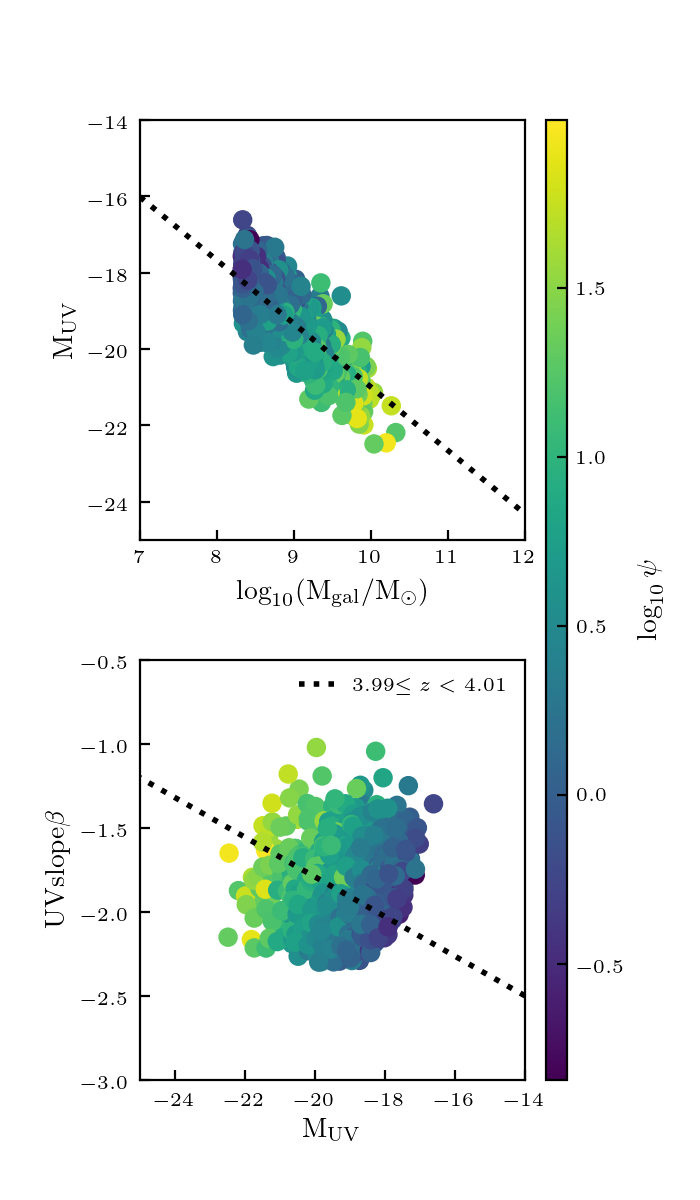 −14
−16
−18
−20
−22
−24
M_UV
7 8 9 10 11 12
log₁₀(M_gal/M_⊙)
1.5
1.0
0.5
0.0
−0.5
log₁₀ ψ
−0.5
−1.0
−1.5
−2.0
−2.5
−3.0
UVslopeβ
3.99≤ z < 4.01
−24 −22 −20 −18 −16 −14
M_UV